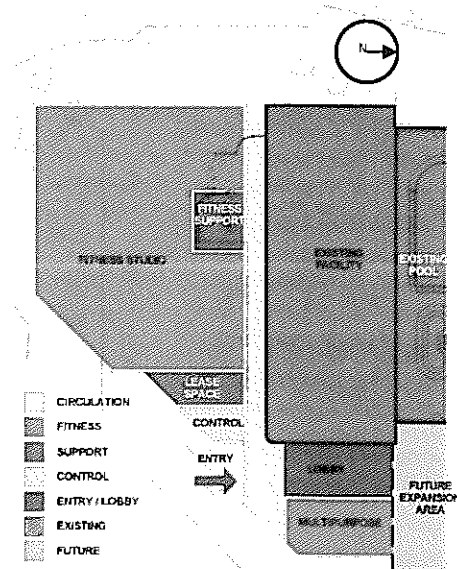 N
FITNESS
SUPPORT
FITNESS STUDIO
EXISTING
FACILITY
EXISTING
POOL
LEASE
SPACE
CIRCULATION
FITNESS
SUPPORT
CONTROL
ENTRY / LOBBY
EXISTING
FUTURE
CONTROL
ENTRY
LOBBY
MULTIPURPOSE
FUTURE
EXPANSION
AREA